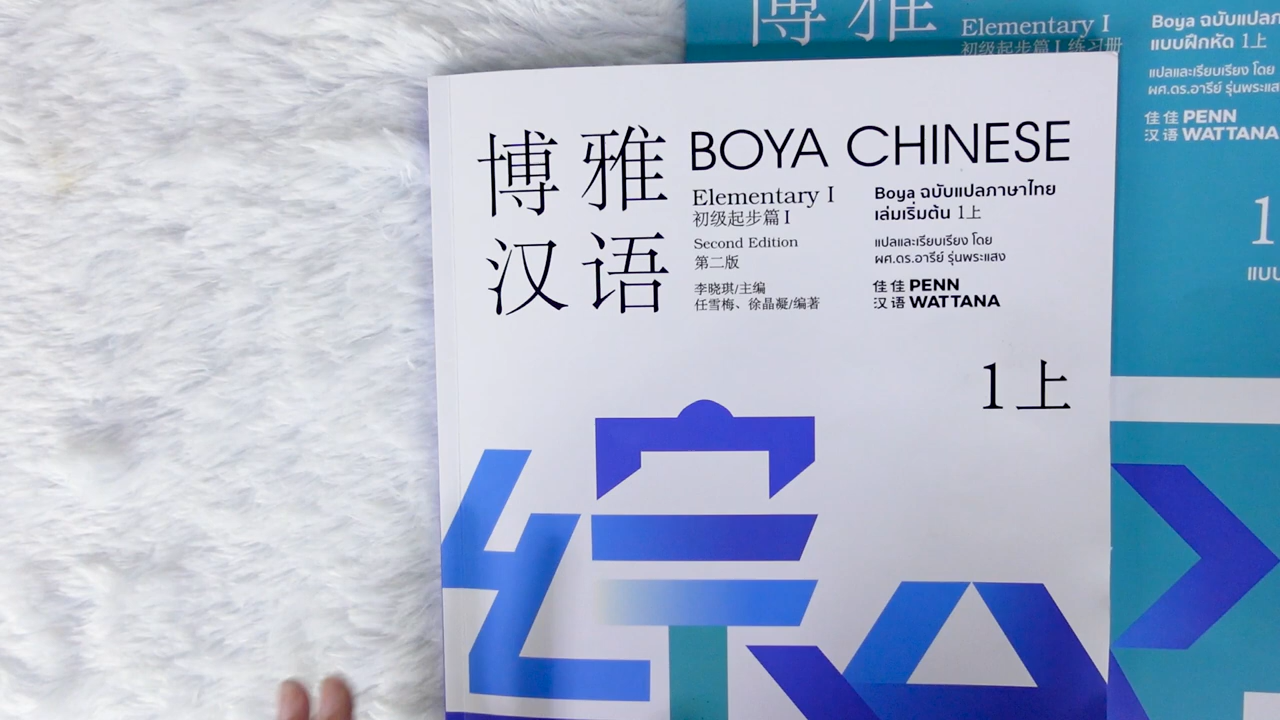 博雅
汉语
BOYA CHINESE
Elementary I
初级起步篇 I
Second Edition
第二版
李晓琪/主编
任雪梅、徐晶凝/编著
Boya ฉบับแปลภาษาไทย
เล่มเริ่มต้น 1上
แปลและเรียบเรียง โดย
ผศ.ดร.อารีย์ รุ่นพระแสง
佳佳 PENN
汉语 WATTANA
1上
综
博雅
Elementary I
初级起步篇 I 练习册
Boya ฉบับแปล
แบบฝึกหัด 1上
แปลและเรียบเรียง โดย
ผศ.ดร.อารีย์ รุ่นพระแส
佳佳 PENN
汉语 WATTANA
1
แบบ